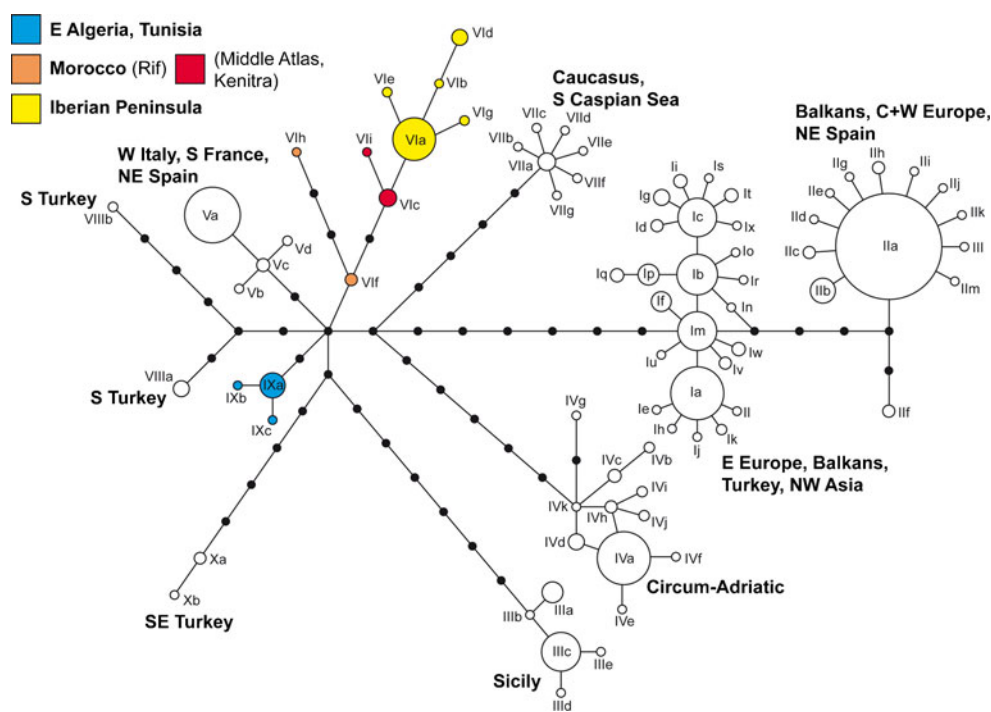 E Algeria, Tunisia
Morocco (Rif)
(Middle Atlas,
Kenitra)
Iberian Peninsula
VId
VIe
VIb
VIg
VIa
VIh
VIi
VIc
VIf
W Italy, S France,
NE Spain
Va
Vd
Vc
Vb
S Turkey
VIIIb
VIIIa
S Turkey
IXa
IXb
IXc
Caucasus,
S Caspian Sea
VIIc
VIId
VIIb
VIIe
VIIa
VIIf
VIIg
Ii
Is
Ig
It
Ic
Id
Ix
Io
Iq
Ip
Ib
Ir
In
If
Im
Iu
Iw
Iv
Ia
Ie
Il
Ih
Ij
Ik
E Europe, Balkans,
Turkey, NW Asia
Balkans, C+W Europe,
NE Spain
IIh
IIg
IIi
IIe
IIj
IId
IIk
IIa
IIc
III
IIb
IIm
IIf
IVg
IVc
IVb
IVi
IVk
IVh
IVj
IVd
IVa
IVf
IVe
Circum-Adriatic
Xa
Xb
SE Turkey
IIIa
IIIb
IIIc
IIIe
IIId
Sicily